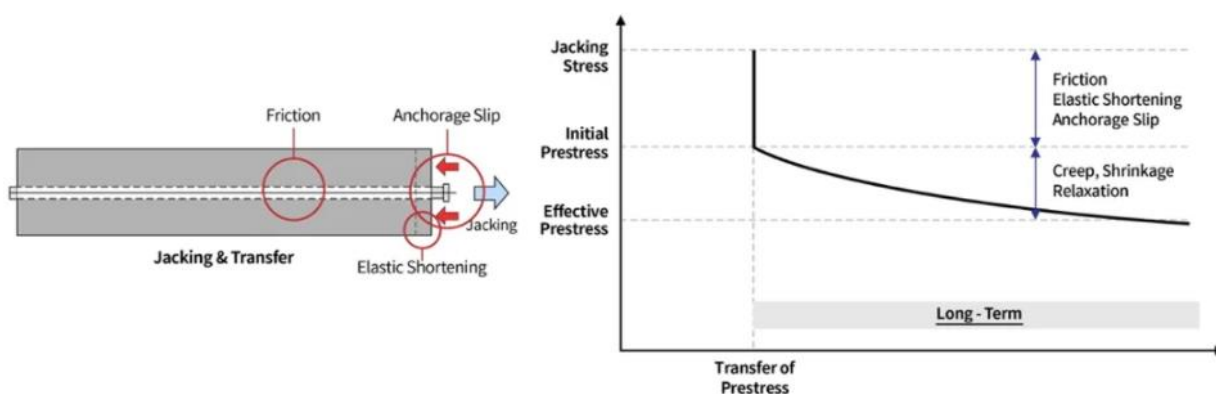 Friction
Anchorage Slip
Jacking
Jacking & Transfer
Elastic Shortening
Jacking
Stress
Initial
Prestress
Effective
Prestress
Friction
Elastic Shortening
Anchorage Slip
Creep, Shrinkage
Relaxation
Long - Term
Transfer of
Prestress